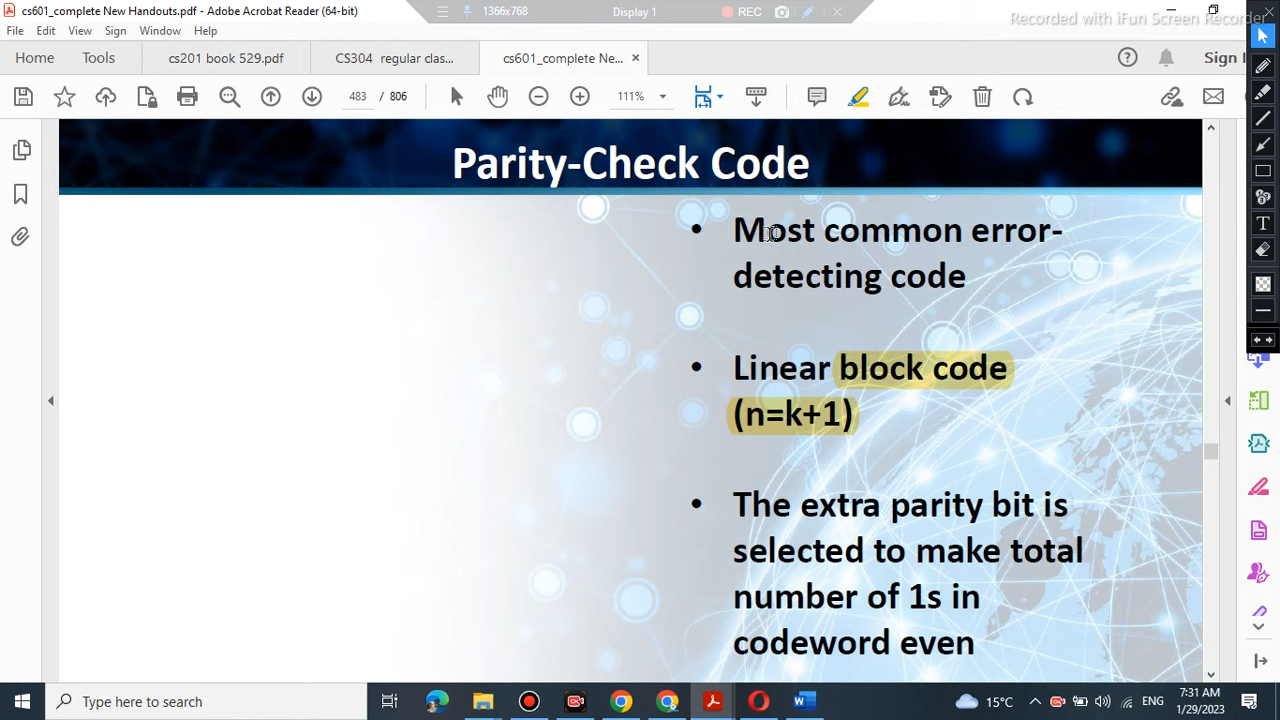 cs601_complete New Handouts.pdf - Adobe Acrobat Reader (64-bit)
1366x768
Display 1
REC
Recorded with iFun Screen Recorder
File Edit View Sign Window Help
Home Tools cs201 book 529.pdf CS304 regular clas... cs601_complete Ne... Sign I
483 / 806 111%
Parity-Check Code
• Most common error-
detecting code
• Linear block code
(n=k+1)
• The extra parity bit is
selected to make total
number of 1s in
codeword even
Type here to search
15°C
ENG
7:31 AM
1/29/2023